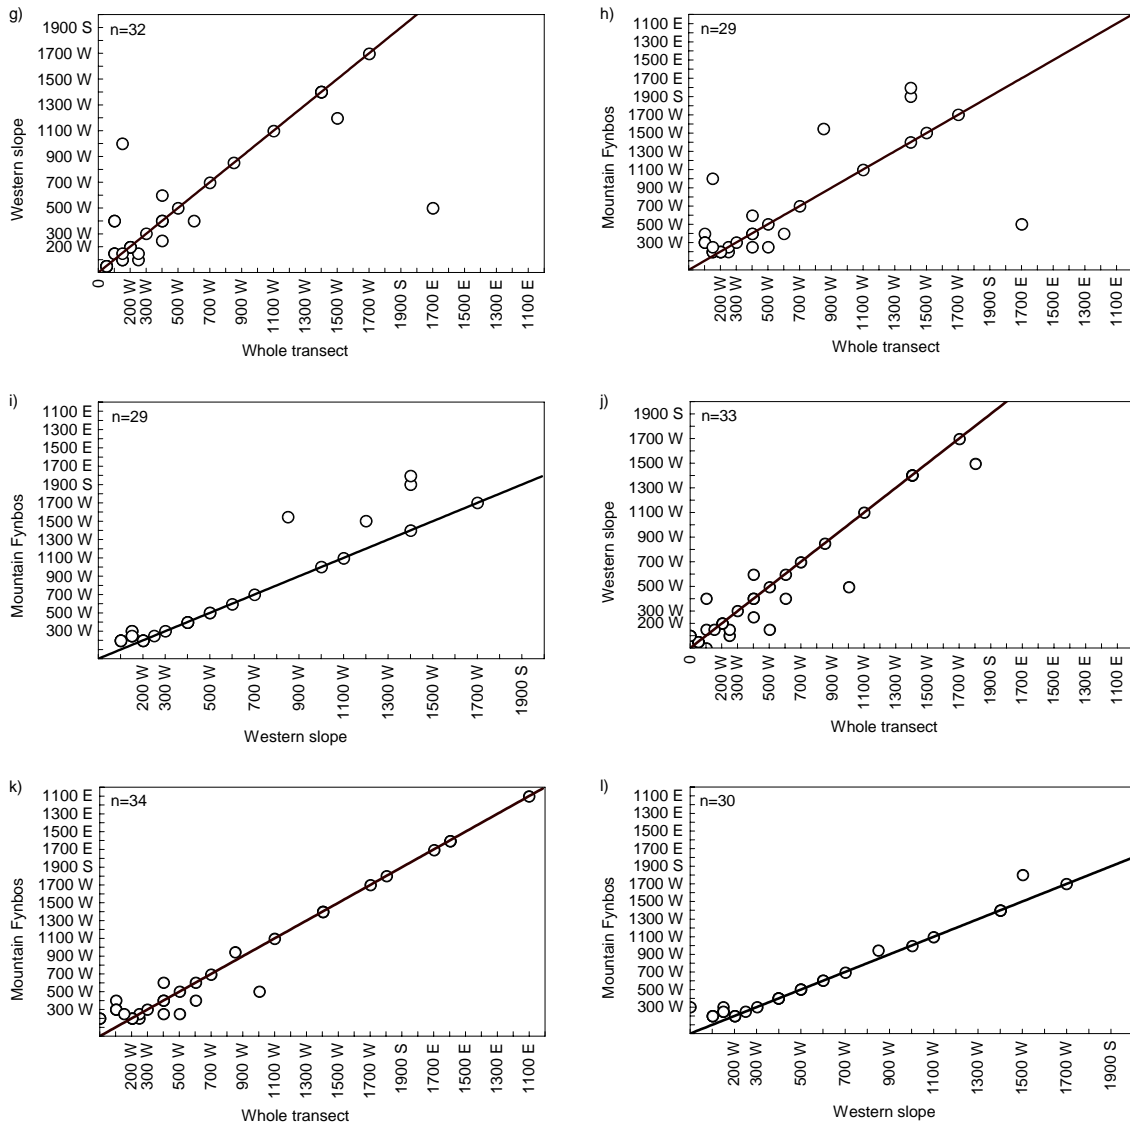 g)
n=32
1900 S
1700 W
1500 W
1300 W
1100 W
900 W
700 W
500 W
300 W
200 W
Western slope
0
200 W
300 W
500 W
700 W
900 W
1100 W
1300 W
1500 W
1700 W
1900 S
1700 E
1500 E
1300 E
1100 E
Whole transect
h)
n=29
1100 E
1300 E
1500 E
1700 E
1900 S
1700 W
1500 W
1300 W
1100 W
900 W
700 W
500 W
300 W
Mountain Fynbos
200 W
300 W
500 W
700 W
900 W
1100 W
1300 W
1500 W
1700 W
1900 S
1700 E
1500 E
1300 E
1100 E
Whole transect
i)
n=29
1100 E
1300 E
1500 E
1700 E
1900 S
1700 W
1500 W
1300 W
1100 W
900 W
700 W
500 W
300 W
Mountain Fynbos
200 W
300 W
500 W
700 W
900 W
1100 W
1300 W
1500 W
1700 W
1900 S
Western slope
j)
n=33
1900 S
1700 W
1500 W
1300 W
1100 W
900 W
700 W
500 W
300 W
200 W
Western slope
0
200 W
300 W
500 W
700 W
900 W
1100 W
1300 W
1500 W
1700 W
1900 S
1700 E
1500 E
1300 E
1100 E
Whole transect
k)
n=34
1100 E
1300 E
1500 E
1700 E
1900 S
1700 W
1500 W
1300 W
1100 W
900 W
700 W
500 W
300 W
Mountain Fynbos
200 W
300 W
500 W
700 W
900 W
1100 W
1300 W
1500 W
1700 W
1900 S
1700 E
1500 E
1300 E
1100 E
Whole transect
l)
n=30
1100 E
1300 E
1500 E
1700 E
1900 S
1700 W
1500 W
1300 W
1100 W
900 W
700 W
500 W
300 W
Mountain Fynbos
200 W
300 W
500 W
700 W
900 W
1100 W
1300 W
1500 W
1700 W
1900 S
Western slope